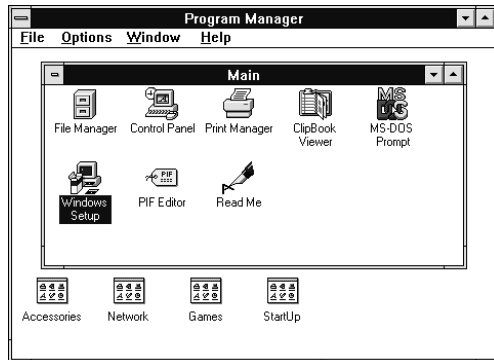 Program Manager
File Options Window Help
Main
File Manager Control Panel Print Manager ClipBook Viewer MS-DOS Prompt
MS
DOS
PIF
Windows Setup PIF Editor Read Me
Accessories Network Games StartUp